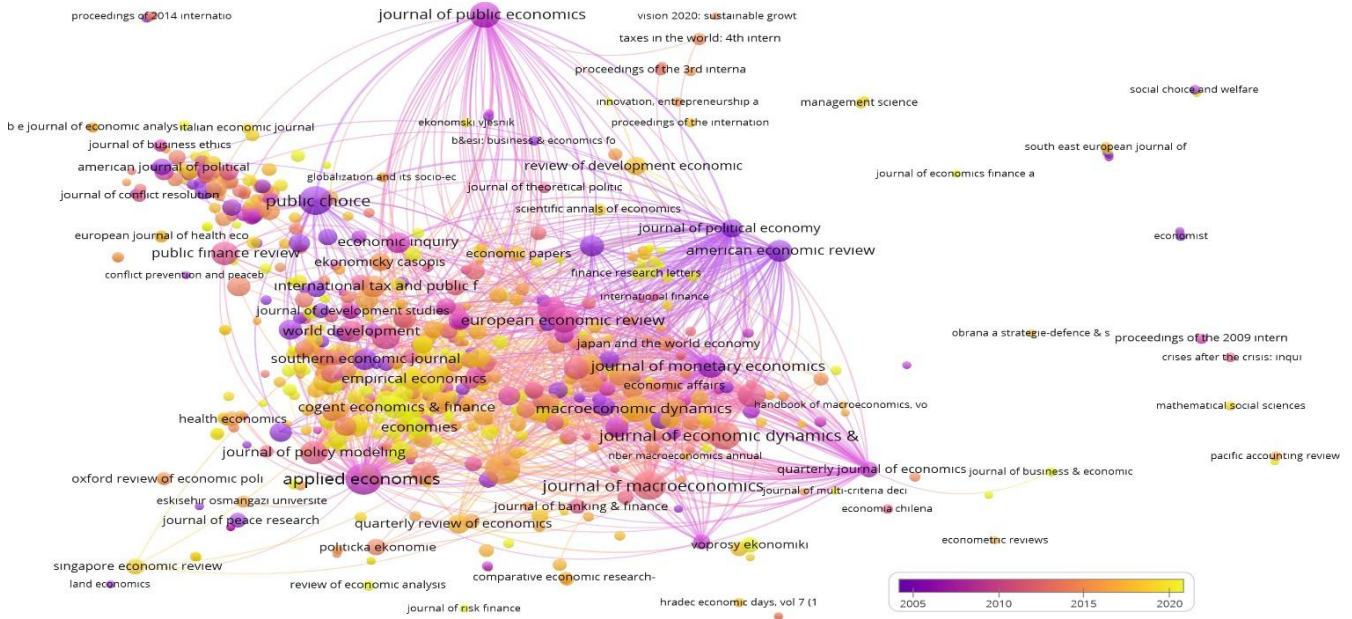 proceedings of 2014 internatio
journal of public economics
vision 2020: sustainable growt
taxes in the world: 4th intern
proceedings of the 3rd interna
social choice and welfare
innovation, entrepreneurship a
management science
ekonomski vjesnik
proceedings of the internation
b e journal of economic analys
italian economic journal
journal of business ethics
b&esi: business & economics fo
south east european journal of
american journal of political
review of development economic
globalization and its socio-ec
journal of economics finance a
journal of theoretical politic
journal of conflict resolution
public choice
scientific annals of economics
journal of political economy
european journal of health eco
economic inquiry
economist
public finance review
economic papers
american economic review
ekonomicky casopis
conflict prevention and peaceb
finance research letters
international tax and public f
international finance
journal of development studies
european economic review
world development
obrana a strategie-defence & s
proceedings of the 2009 intern
japan and the world economy
southern economic journal
crises after the crisis: inqui
journal of monetary economics
empirical economics
economic affairs
cogent economics & finance
macroeconomic dynamics
handbook of macroeconomics, vo
mathematical social sciences
health economics
economies
journal of economic dynamics &
journal of policy modeling
nber macroeconomics annual
pacific accounting review
quarterly journal of economics
journal of business & economic
oxford review of economic poli
applied economics
journal of macroeconomics
journal of multi-criteria deci
eskisehir osmangazi universite
journal of banking & finance
economia chilena
journal of peace research
quarterly review of economics
econometric reviews
politicka ekonomie
voprosy ekonomiki
singapore economic review
comparative economic research-
land economics
review of economic analysis
hradec economic days, vol 7 (1
journal of risk finance
2005
2010
2015
2020